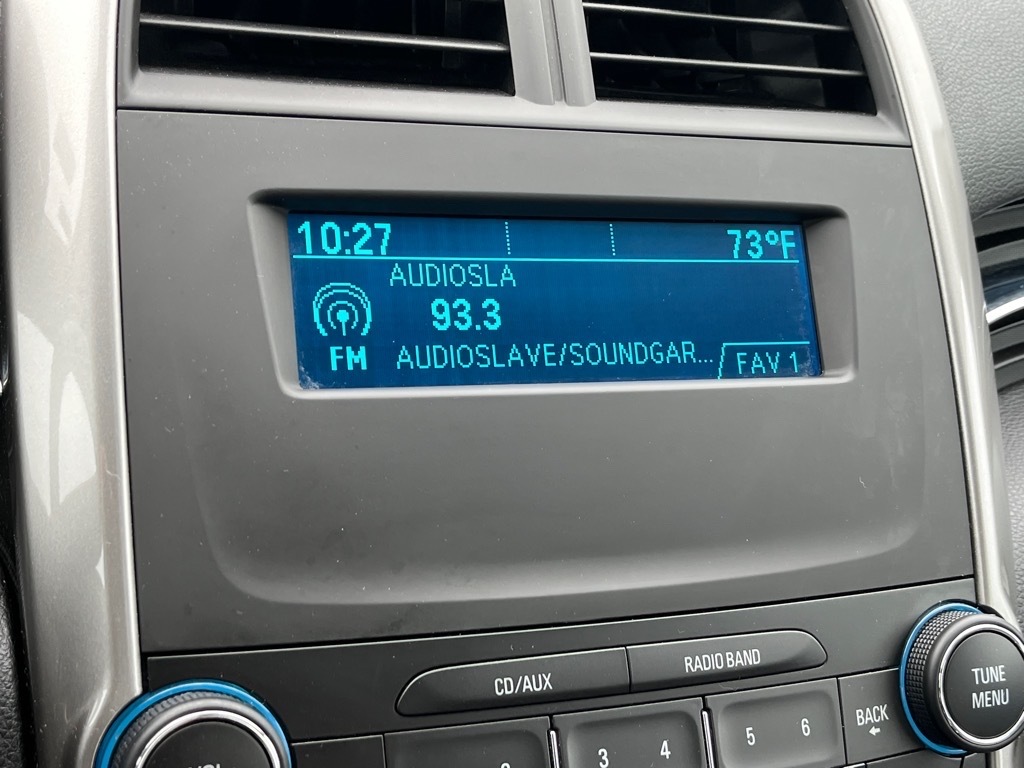 10:27 73°F
AUDIOSLA
93.3
FM AUDIOSLAVE/SOUNDGAR... FAV 1
CD/AUX RADIO BAND
3 4 5 6 BACK
TUNE
MENU